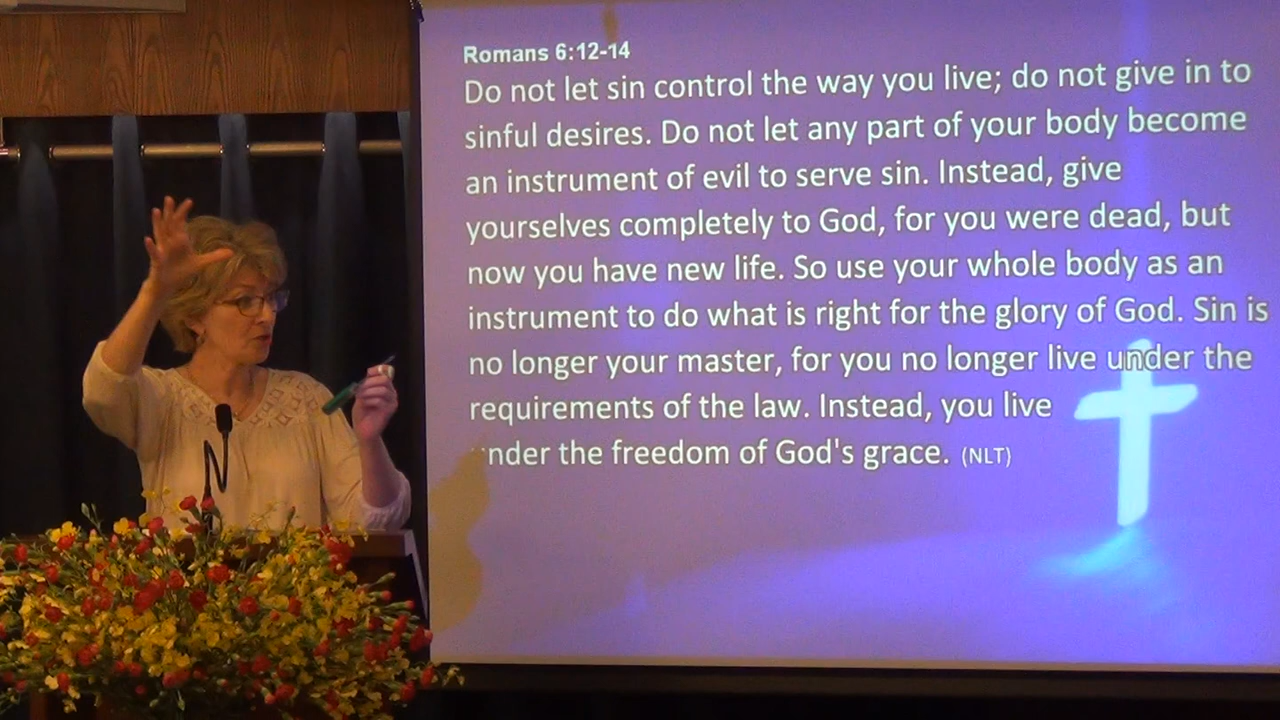 Romans 6:12-14
Do not let sin control the way you live; do not give in to
sinful desires. Do not let any part of your body become
an instrument of evil to serve sin. Instead, give
yourselves completely to God, for you were dead, but
now you have new life. So use your whole body as an
instrument to do what is right for the glory of God. Sin is
no longer your master, for you no longer live under the
requirements of the law. Instead, you live
under the freedom of God's grace. (NLT)